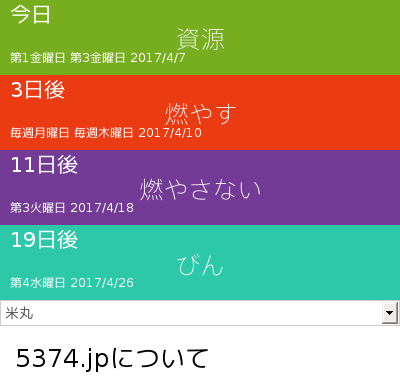 今日
資源
第1金曜日 第3金曜日 2017/4/7
3日後
燃やす
毎週月曜日 毎週木曜日 2017/4/10
11日後
燃やさない
第3火曜日 2017/4/18
19日後
びん
第4水曜日 2017/4/26
米丸
5374.jpについて